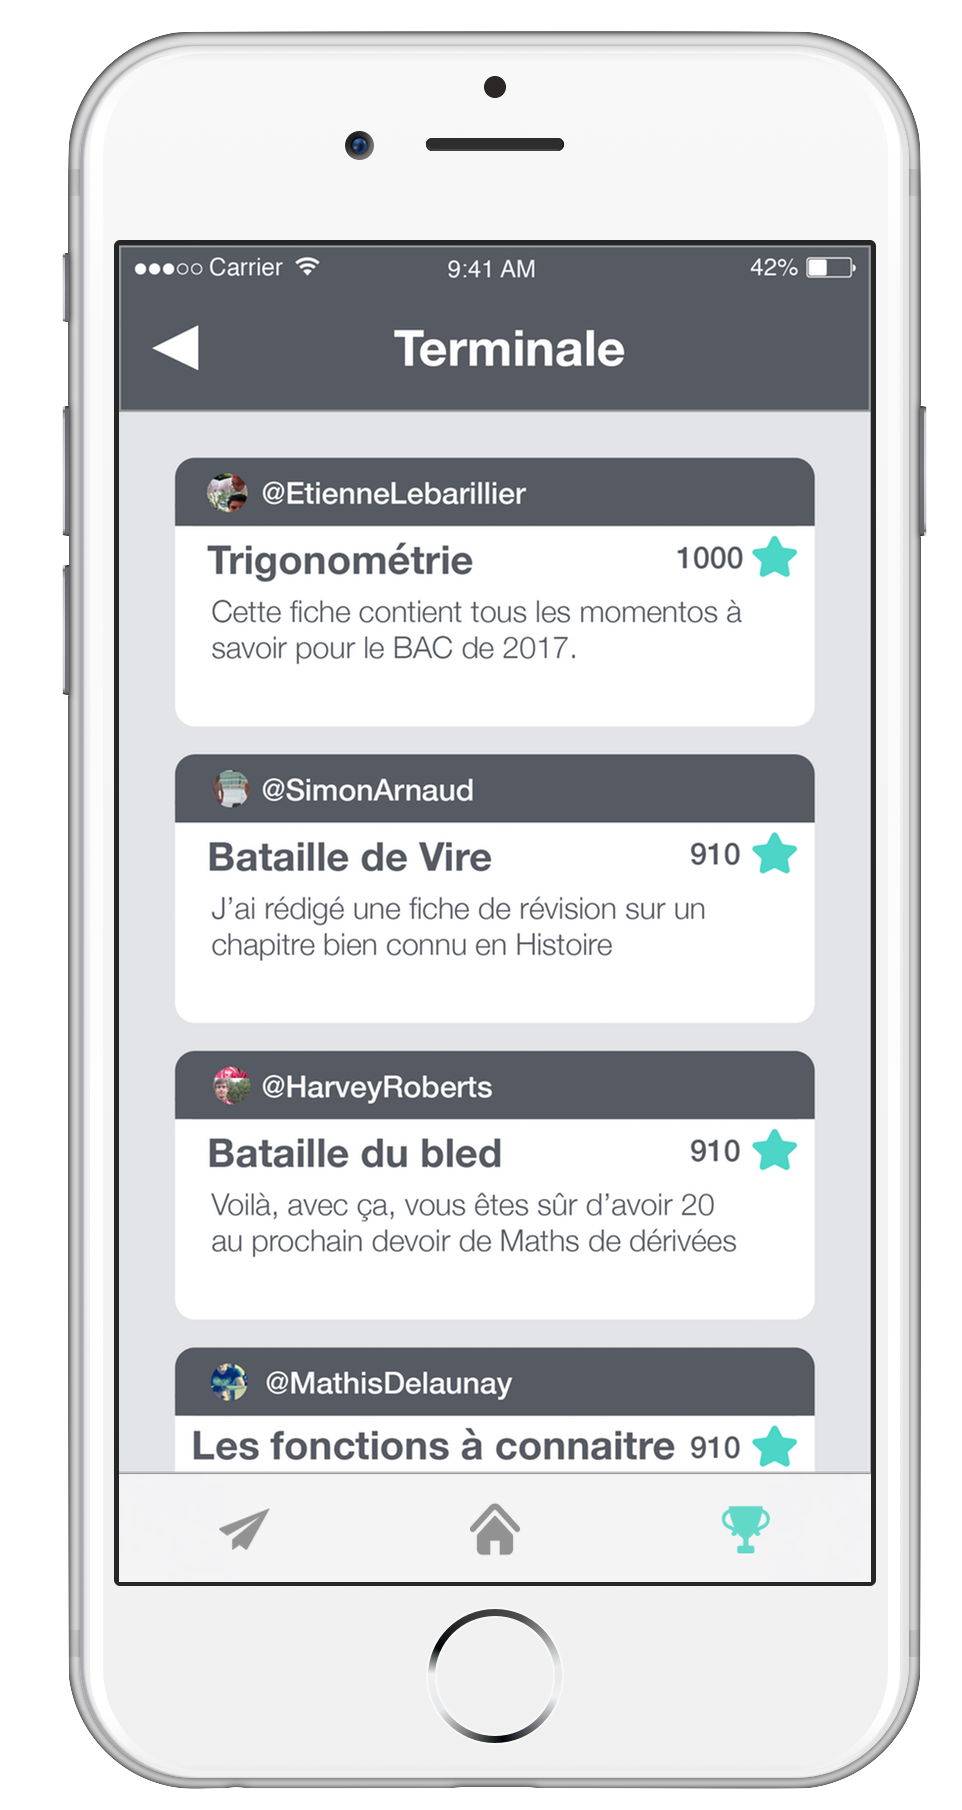 Carrier 9:41 AM 42%
Terminale
@EtienneLebarillier
Trigonométrie 1000
Cette fiche contient tous les momentos à
savoir pour le BAC de 2017.
@SimonArnaud
Bataille de Vire 910
J’ai rédigé une fiche de révision sur un
chapitre bien connu en Histoire
@HarveyRoberts
Bataille du bled 910
Voilà, avec ça, vous êtes sûr d’avoir 20
au prochain devoir de Maths de dérivées
@MathisDelaunay
Les fonctions à connaitre 910